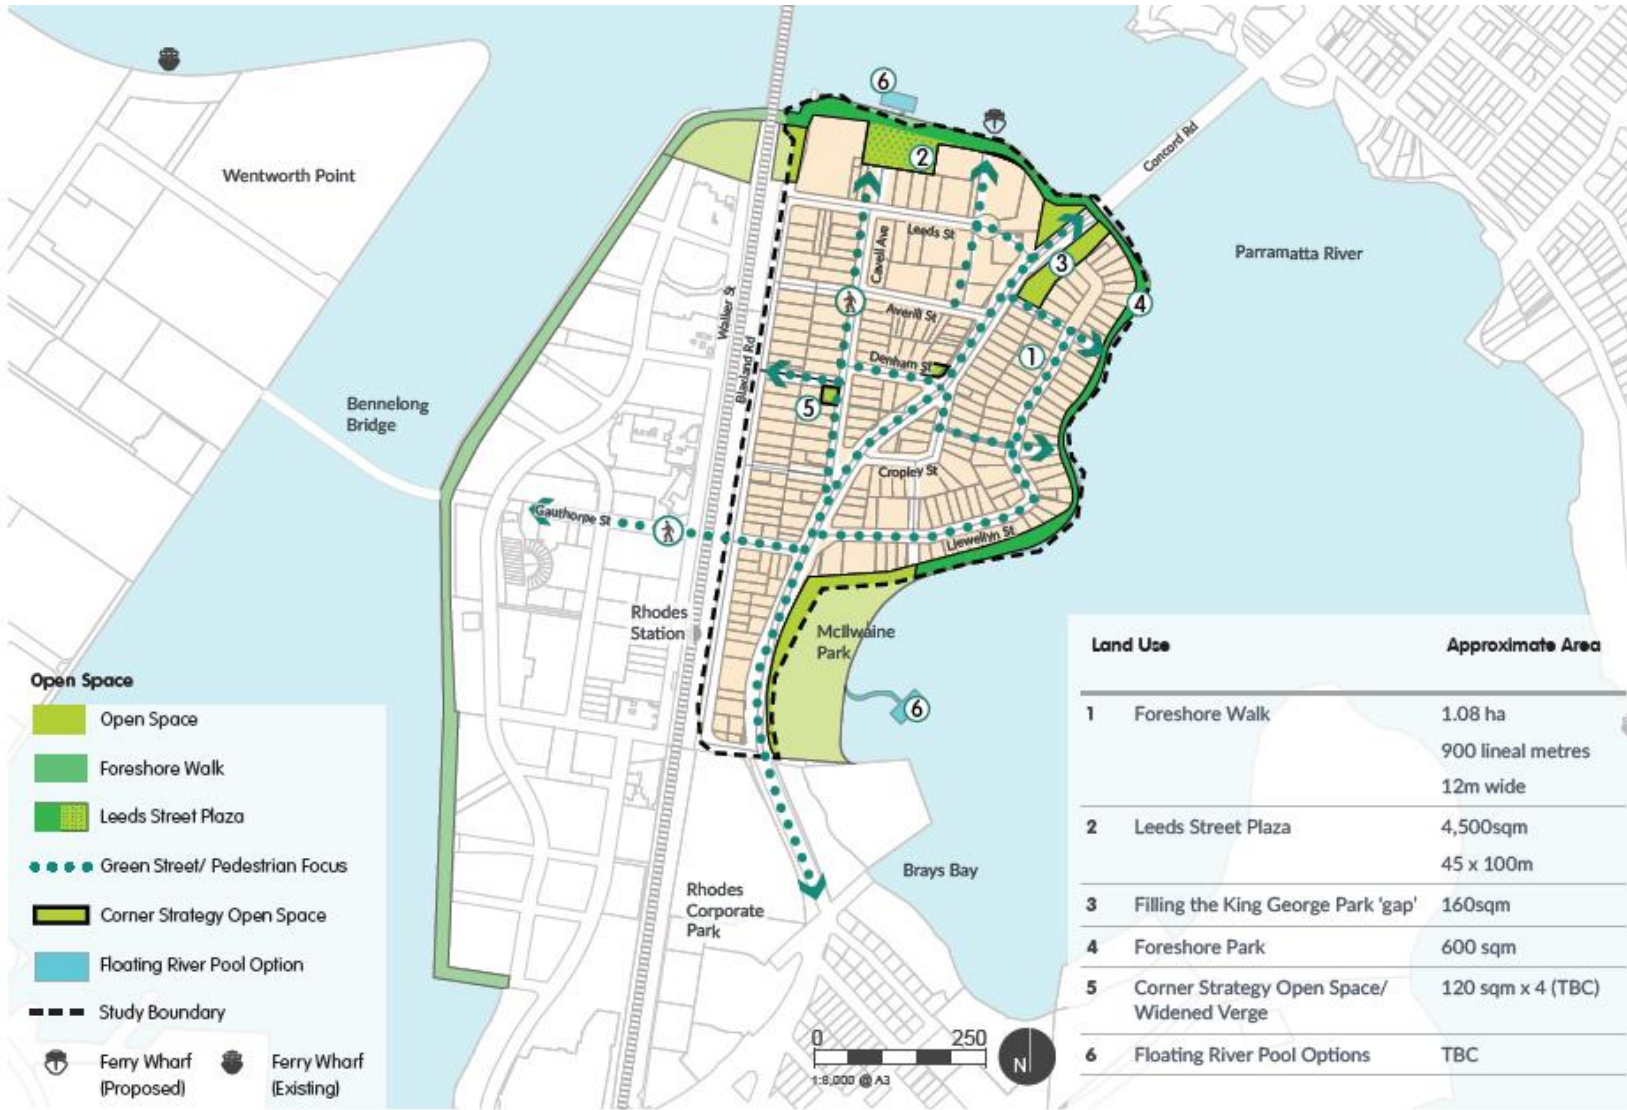 6
Wentworth Point
Concord Rd
2
Parramatta River
Leeds St
Cavell Ave
3
4
Walker St
Averill St
Blaxland Rd
Denham St
1
Bennelong
Bridge
5
Cropley St
Gauthorpe St
Llewellyn St
Rhodes
Station
McIlwaine
Park
6
Brays Bay
Rhodes
Corporate
Park
Open Space
Open Space
Foreshore Walk
Leeds Street Plaza
Green Street/ Pedestrian Focus
Corner Strategy Open Space
Floating River Pool Option
Study Boundary
Ferry Wharf
(Proposed)
Ferry Wharf
(Existing)
0 250
1:8,000 @ A3
N
Land Use Approximate Area
1 Foreshore Walk 1.08 ha
900 lineal metres
12m wide
2 Leeds Street Plaza 4,500sqm
45 x 100m
3 Filling the King George Park 'gap' 160sqm
4 Foreshore Park 600 sqm
5 Corner Strategy Open Space/ 120 sqm x 4 (TBC)
Widened Verge
6 Floating River Pool Options TBC